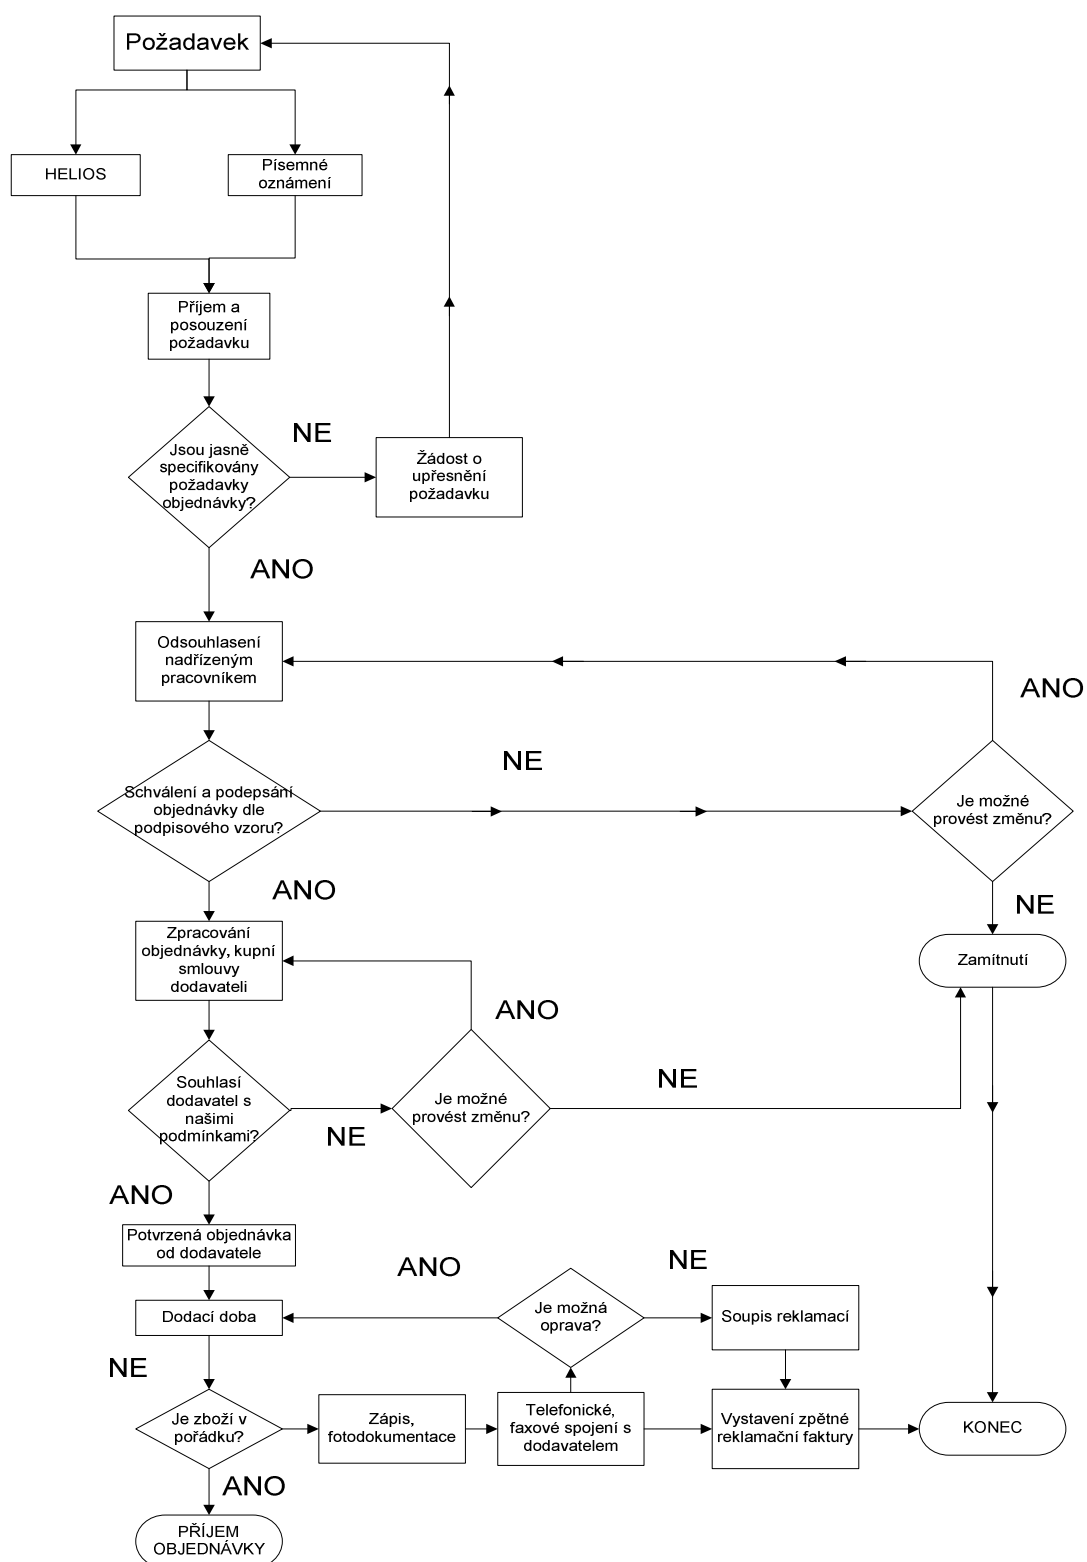 Požadavek
HELIOS
Písemné
oznámení
Příjem a
posouzení
požadavku
NE
Jsou jasně
specifikovány
požadavky
objednávky?
Žádost o
upřesnění
požadavku
ANO
Odsouhlasení
nadřízeným
pracovníkem
ANO
NE
Schválení a podepsání
objednávky dle
podpisového vzoru?
Je možné
provést změnu?
ANO
NE
Zpracování
objednávky, kupní
smlouvy
dodavateli
Zamítnutí
ANO
Souhlasí
dodavatel s
našimi
podmínkami?
NE
Je možné
provést změnu?
NE
ANO
Potvrzená objednávka
od dodavatele
ANO
NE
Dodací doba
Je možná
oprava?
Soupis reklamací
NE
Je zboží v
pořádku?
Zápis,
fotodokumentace
Telefonické,
faxové spojení s
dodavatelem
Vystavení zpětné
reklamační faktury
KONEC
ANO
PŘÍJEM
OBJEDNÁVKY